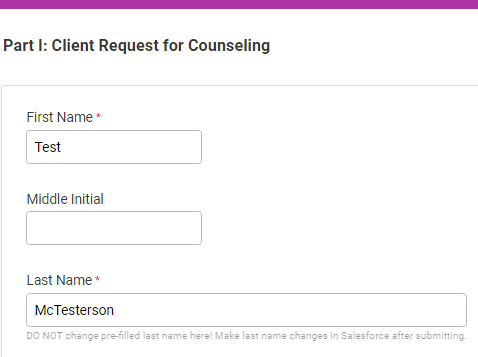 Part I: Client Request for Counseling
First Name *
Test
Middle Initial
Last Name *
McTesterson
DO NOT change pre-filled last name here! Make last name changes in Salesforce after submitting.